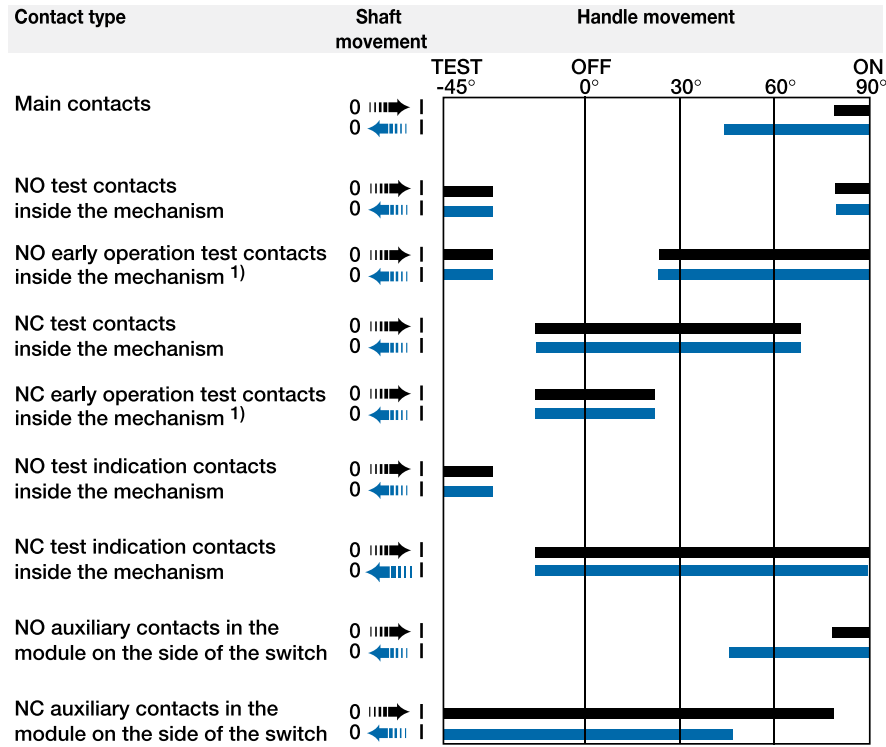 Contact type Shaft movement Handle movement
TEST OFF ON
-45° 0° 30° 60° 90°
Main contacts 0 I
0 I
NO test contacts 0 I
inside the mechanism 0 I
NO early operation test contacts 0 I
inside the mechanism 1) 0 I
NC test contacts 0 I
inside the mechanism 0 I
NC early operation test contacts 0 I
inside the mechanism 1) 0 I
NO test indication contacts 0 I
inside the mechanism 0 I
NC test indication contacts 0 I
inside the mechanism 0 I
NO auxiliary contacts in the 0 I
module on the side of the switch 0 I
NC auxiliary contacts in the 0 I
module on the side of the switch 0 I